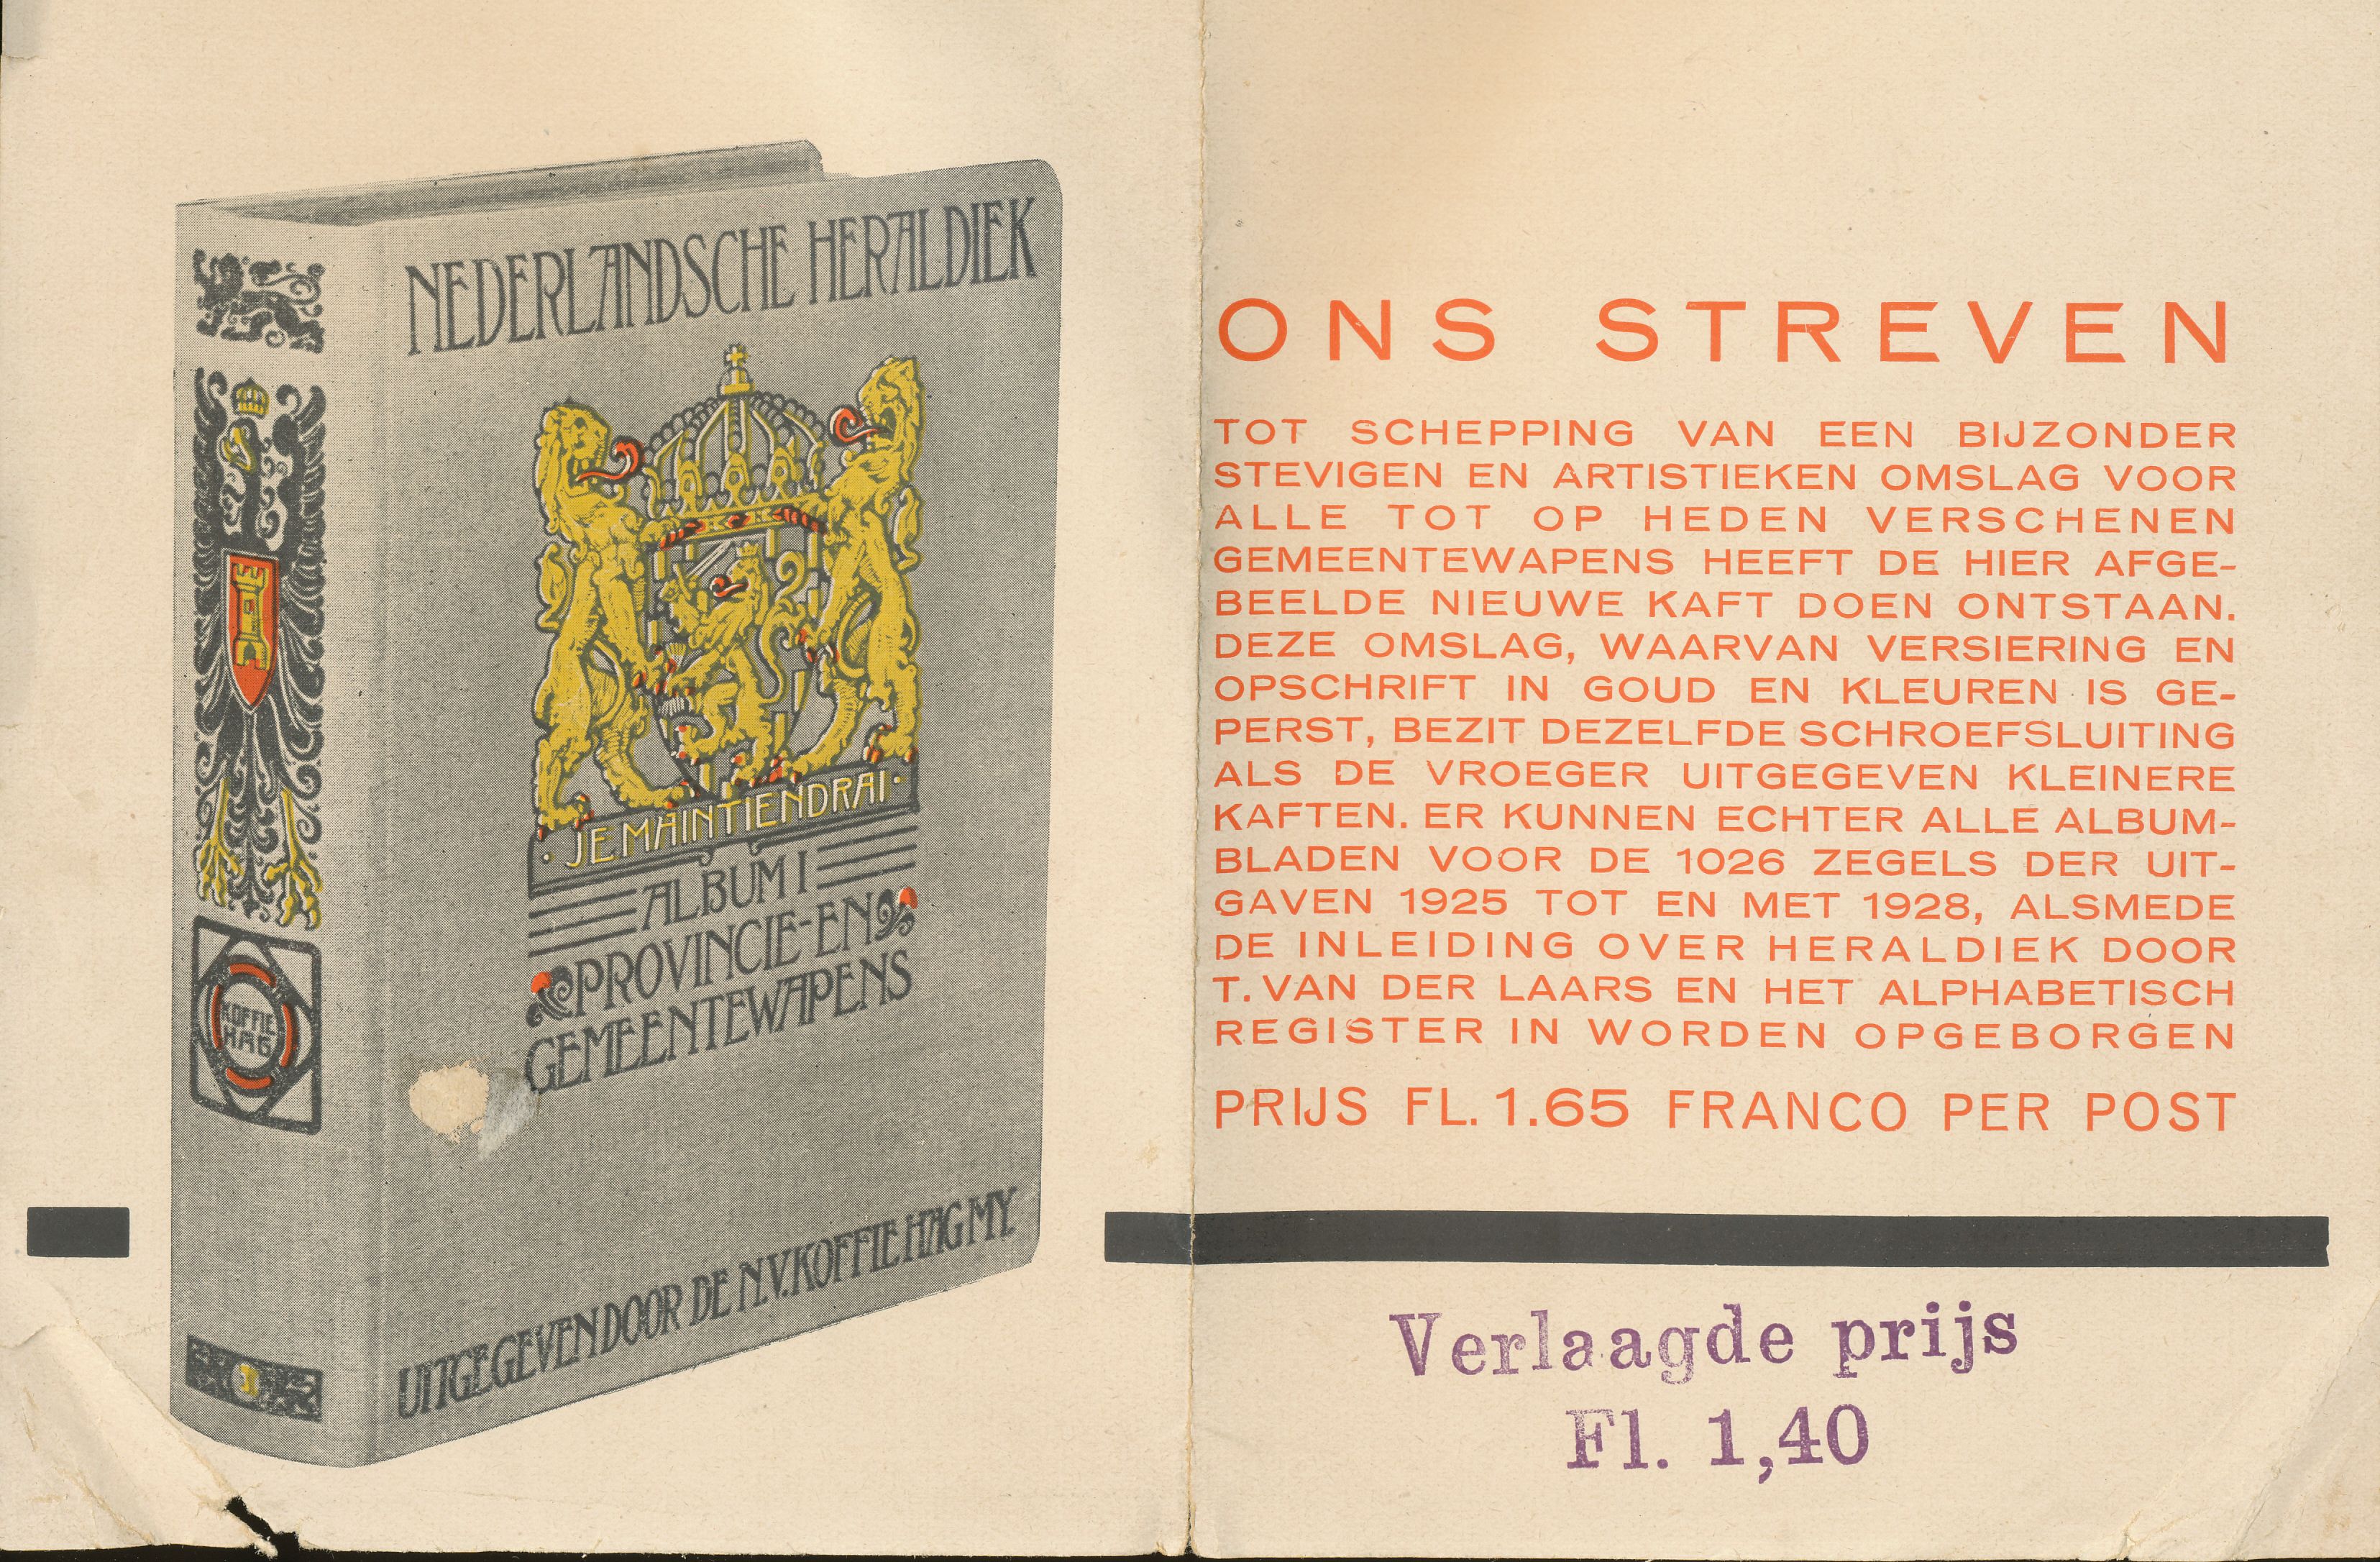 NEDERLANDSCHE HERALDIEK
· JE MAINTIENDRAI ·
ALBUM I
PROVINCIE-EN
GEMEENTEWAPENS
KOFFIE
HAG
UITGEGEVEN DOOR DE N.V. KOFFIE HAG MY.
1
ONS STREVEN
TOT SCHEPPING VAN EEN BIJZONDER
STEVIGEN EN ARTISTIEKEN OMSLAG VOOR
ALLE TOT OP HEDEN VERSCHENEN
GEMEENTEWAPENS HEEFT DE HIER AFGE-
BEELDE NIEUWE KAFT DOEN ONTSTAAN.
DEZE OMSLAG, WAARVAN VERSIERING EN
OPSCHRIFT IN GOUD EN KLEUREN IS GE-
PERST, BEZIT DEZELFDE SCHROEFSLUITING
ALS DE VROEGER UITGEGEVEN KLEINERE
KAFTEN. ER KUNNEN ECHTER ALLE ALBUM-
BLADEN VOOR DE 1026 ZEGELS DER UIT-
GAVEN 1925 TOT EN MET 1928, ALSMEDE
DE INLEIDING OVER HERALDIEK DOOR
T. VAN DER LAARS EN HET ALPHABETISCH
REGISTER IN WORDEN OPGEBORGEN
PRIJS FL. 1.65 FRANCO PER POST
Verlaagde prijs
Fl. 1,40